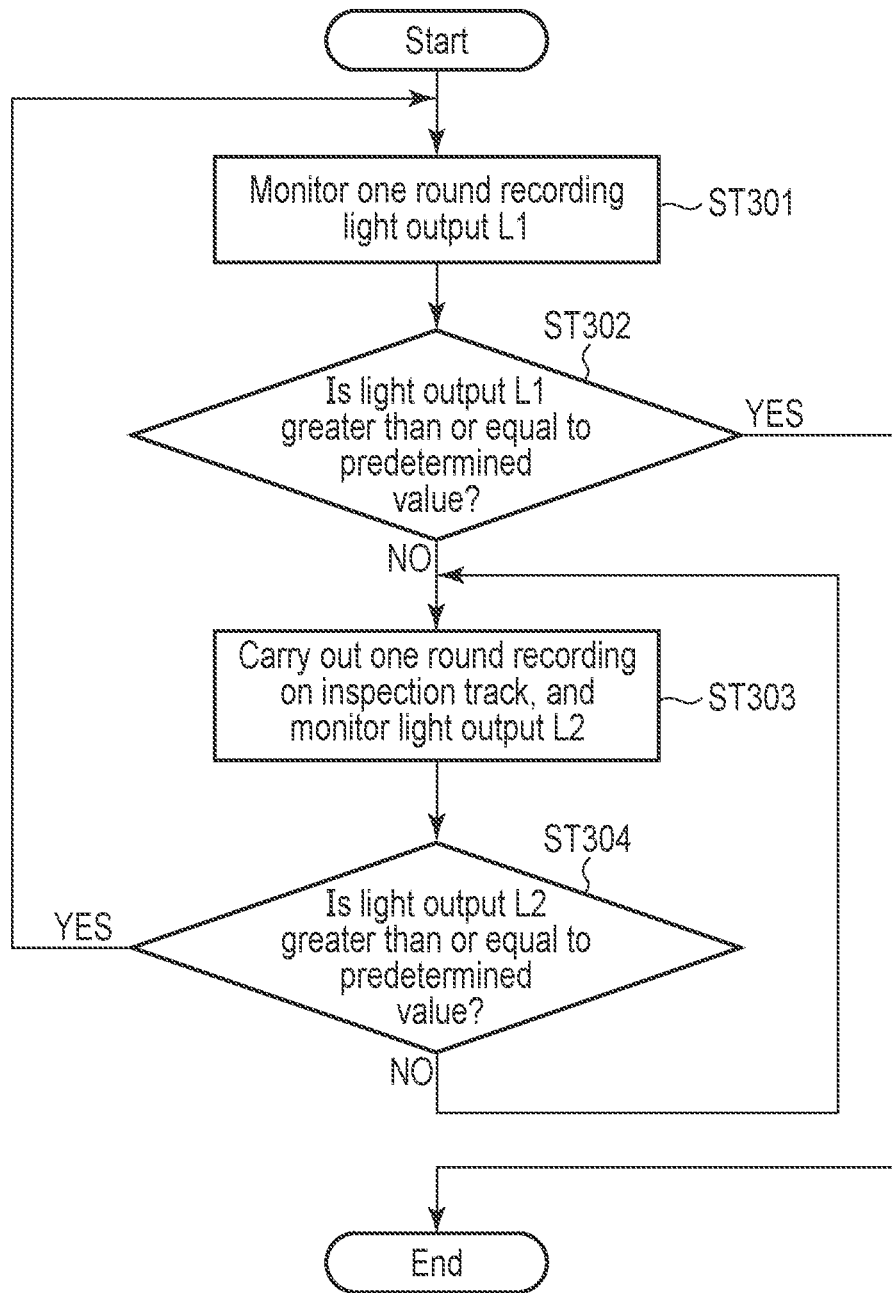 Start
Monitor one round recording
light output L1
ST301
ST302
Is light output L1
greater than or equal to
predetermined
value?
YES
NO
Carry out one round recording
on inspection track, and
monitor light output L2
ST303
ST304
Is light output L2
greater than or equal to
predetermined
value?
YES
NO
End